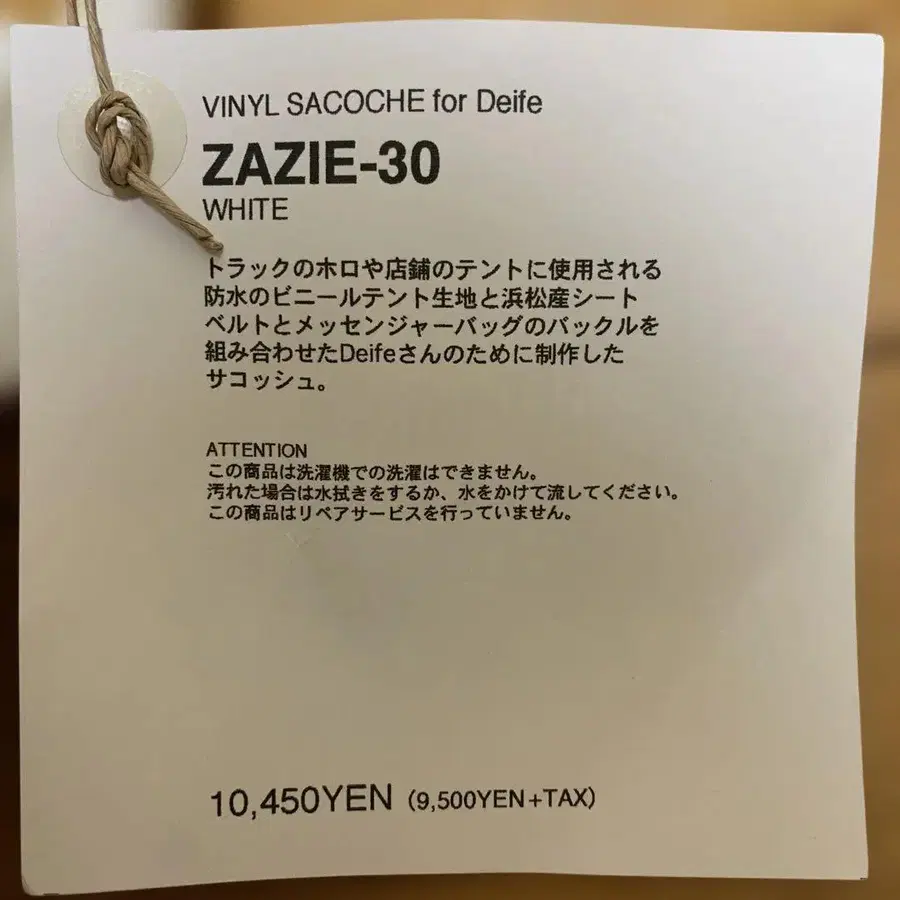 VINYL SACOCHE for Deife
ZAZIE-30
WHITE
トラックのホロや店舗のテントに使用される
防水のビニールテント生地と浜松産シート
ベルトとメッセンジャーバッグのバックルを
組み合わせたDeifeさんのために制作した
サコッシュ。
ATTENTION
この商品は洗濯機での洗濯はできません。
汚れた場合は水拭きをするか、水をかけて流してください。
この商品はリペアサービスを行っていません。
10,450YEN（9,500YEN+TAX）